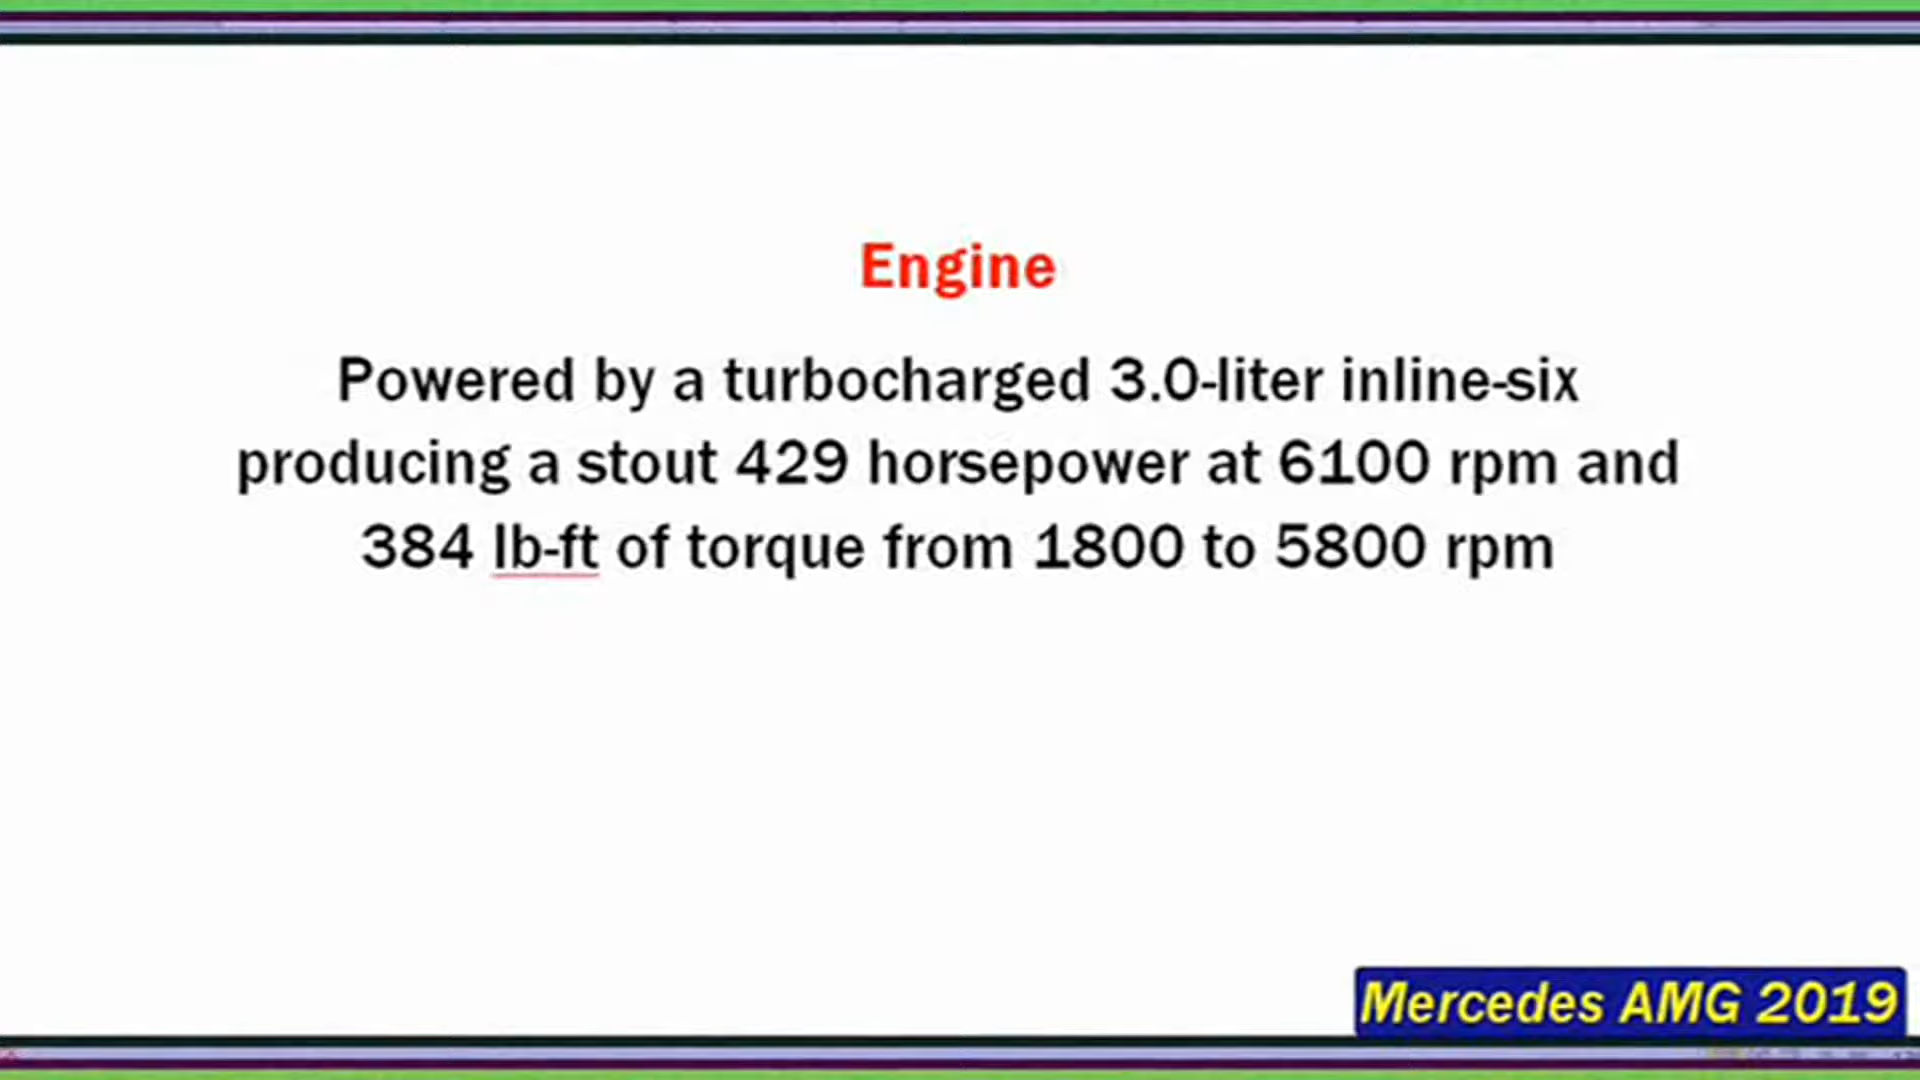 Engine
Powered by a turbocharged 3.0-liter inline-six
producing a stout 429 horsepower at 6100 rpm and
384 lb-ft of torque from 1800 to 5800 rpm
Mercedes AMG 2019